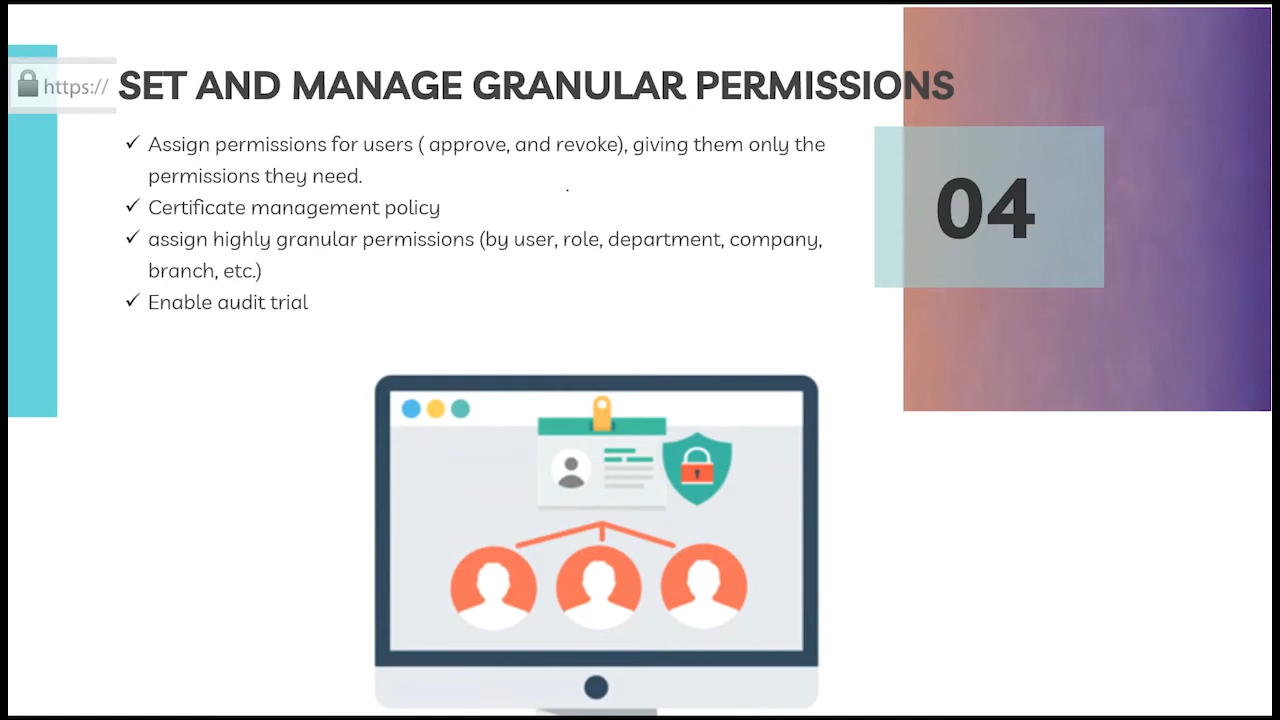 https://
SET AND MANAGE GRANULAR PERMISSIONS
✓ Assign permissions for users ( approve, and revoke), giving them only the
permissions they need.
✓ Certificate management policy
✓ assign highly granular permissions (by user, role, department, company,
branch, etc.)
✓ Enable audit trial
04